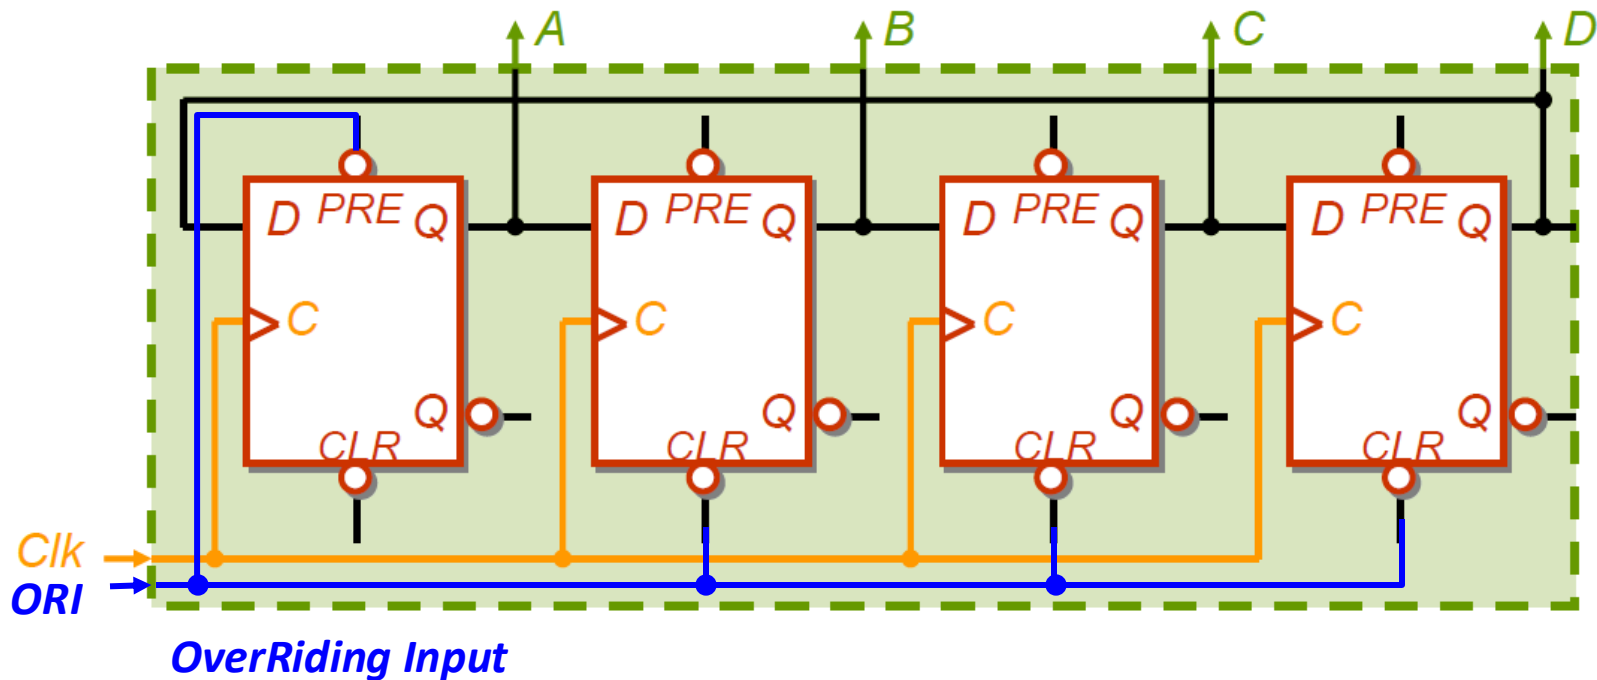 A B C D
D PRE Q D PRE Q D PRE Q D PRE Q
C C C C
Q Q Q Q
CLR CLR CLR CLR
Clk
ORI
OverRiding Input